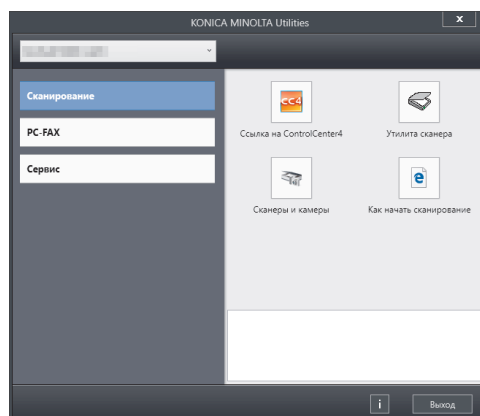 KONICA MINOLTA Utilities
x
Сканирование
PC-FAX
Сервис
CC4
Ссылка на ControlCenter4
Утилита сканера
Сканеры и камеры
Как начать сканирование
i
Выход